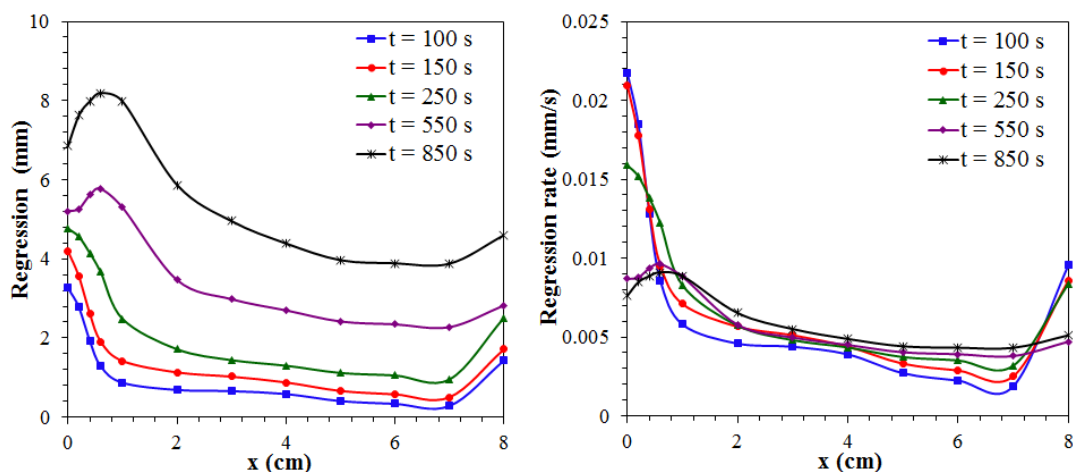 Regression (mm)
10
8
6
4
2
0
t = 100 s
t = 150 s
t = 250 s
t = 550 s
t = 850 s
0 2 4 6 8
x (cm)
Regression rate (mm/s)
0.025
0.02
0.015
0.01
0.005
0
t = 100 s
t = 150 s
t = 250 s
t = 550 s
t = 850 s
0 2 4 6 8
x (cm)